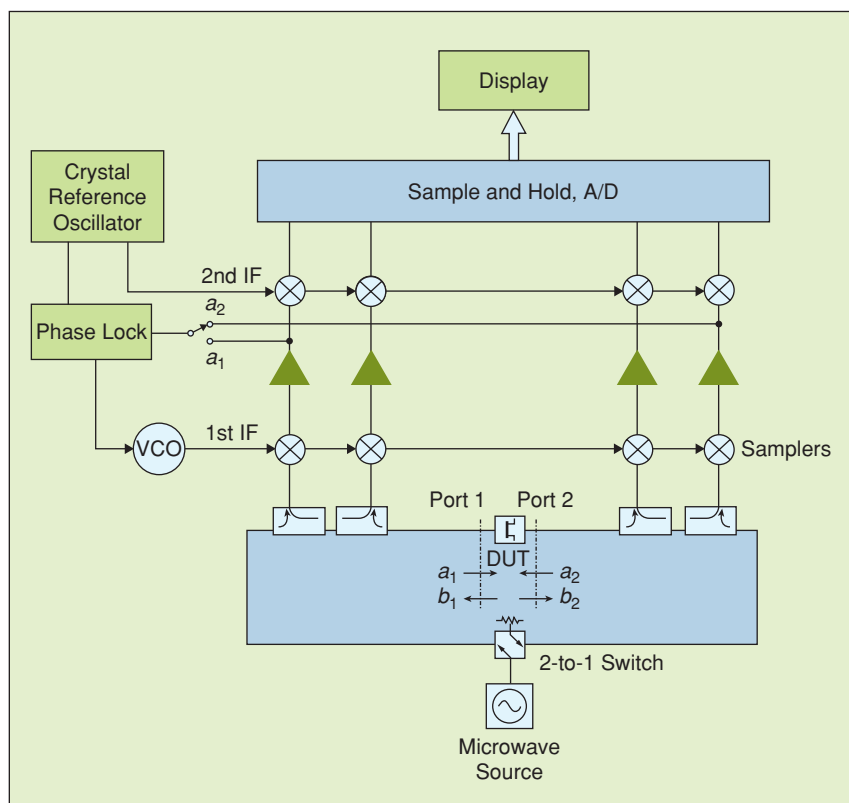 Display
Crystal
Reference
Oscillator
Sample and Hold, A/D
2nd IF
a2
Phase Lock
a1
VCO
1st IF
Samplers
Port 1
Port 2
DUT
a1
a2
b1
b2
2-to-1 Switch
Microwave
Source